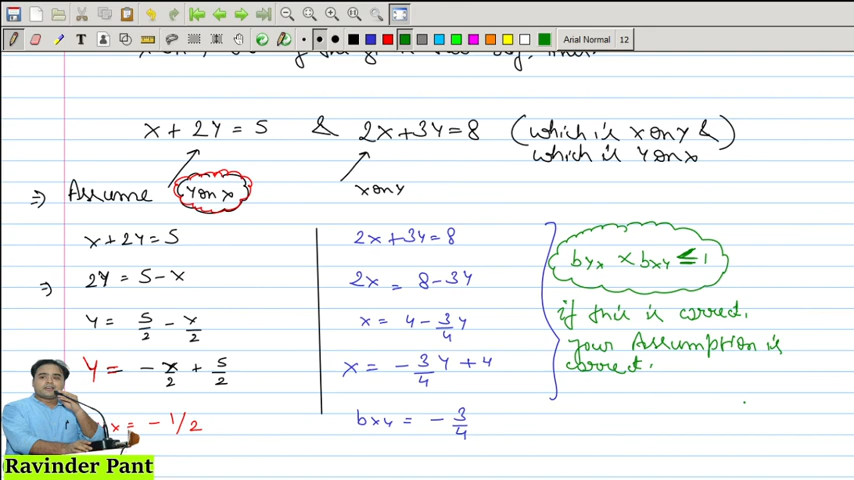 Arial Normal 12
x + 2y = 5 & 2x + 3y = 8 (which is x on y &)
which is y on x
⇒ Assume y on x x on y
x + 2y = 5 2x + 3y = 8
⇒ 2y = 5 - x 2x = 8 - 3y
byx × bxy ≤ 1
y = 5/2 - x/2 x = 4 - 3/4 y
if this is correct.
your Assumption is
correct.
y = - x/2 + 5/2 x = - 3/4 y + 4
x = - 1/2 bxy = - 3/4
Ravinder Pant